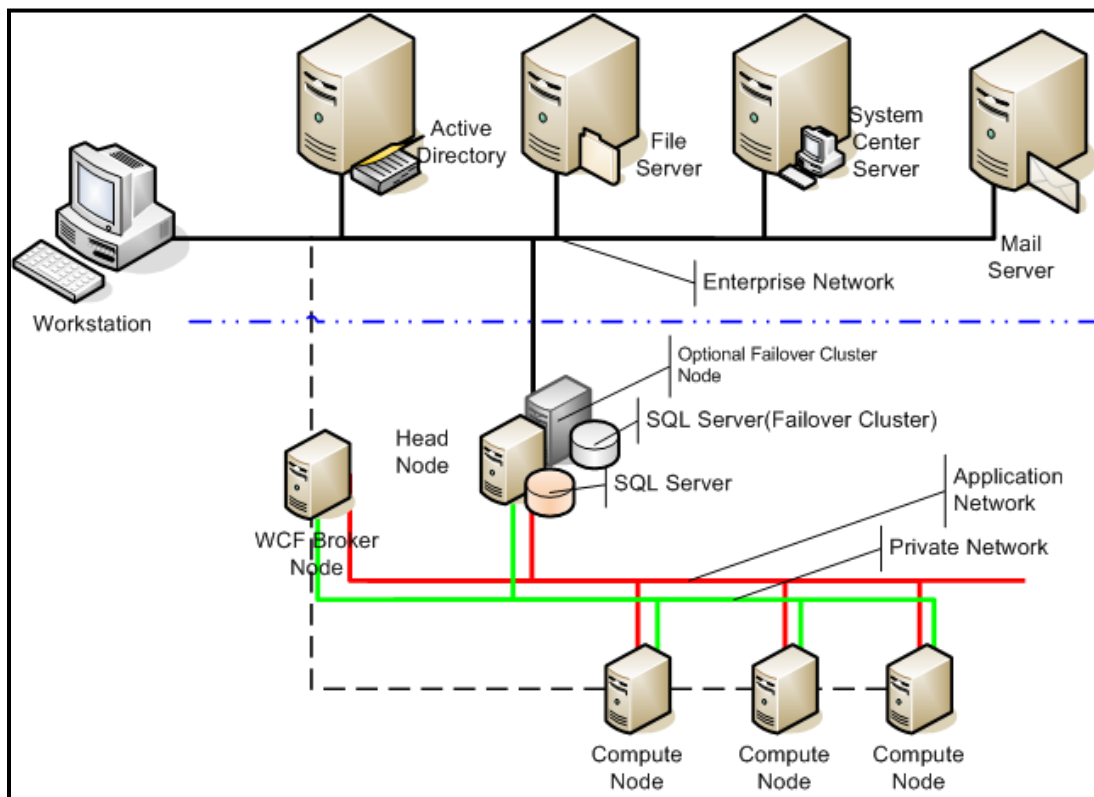 Active
Directory
File
Server
System
Center
Server
Mail
Server
Workstation
Enterprise Network
Optional Failover Cluster
Node
SQL Server(Failover Cluster)
Head
Node
SQL Server
Application
Network
WCF Broker
Node
Private Network
Compute
Node
Compute
Node
Compute
Node